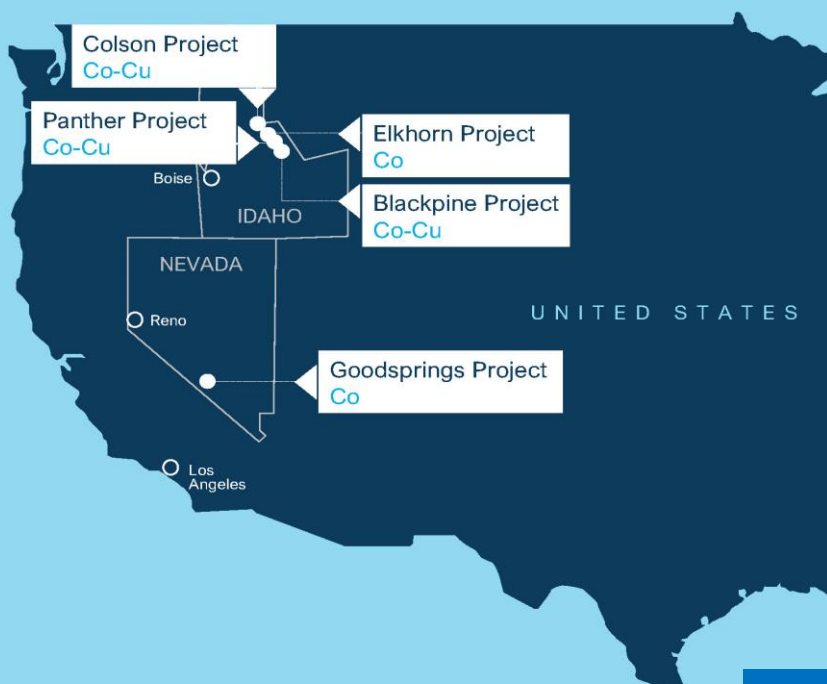 Colson Project
Co-Cu
Panther Project
Co-Cu
Elkhorn Project
Co
Boise
Blackpine Project
Co-Cu
IDAHO
NEVADA
Reno
UNITED STATES
Goodsprings Project
Co
Los
Angeles